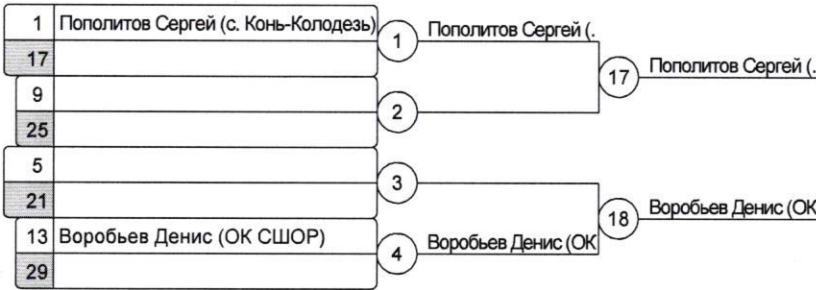 1 Пополитов Сергей (с. Конь-Колодезь)
17
1
Пополитов Сергей (.
9
25
2
17
Пополитов Сергей (.
5
21
3
13 Воробьев Денис (ОК СШОР)
29
4
Воробьев Денис (ОК
18
Воробьев Денис (ОК